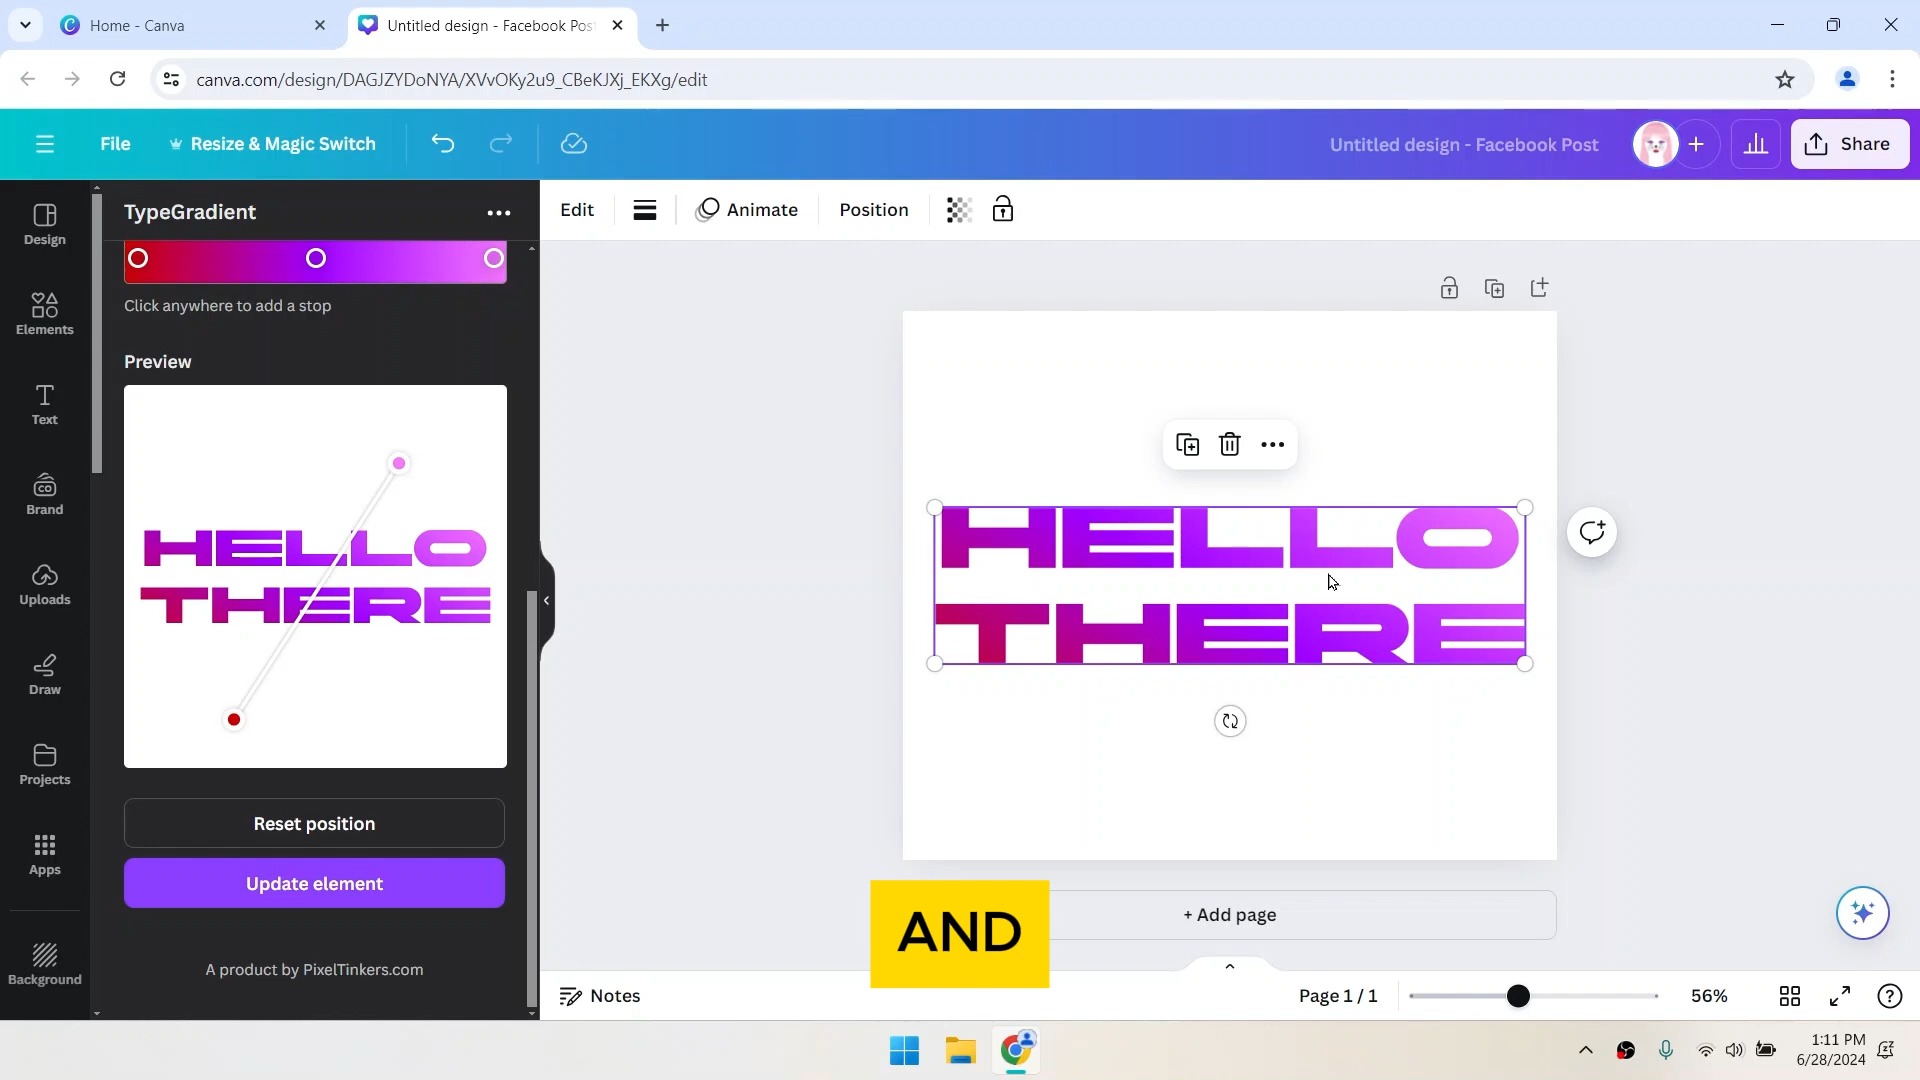 Home - Canva
Untitled design - Facebook Pos
canva.com/design/DAGJZYDoNYA/XVvOKy2u9_CBeKJXj_EKXg/edit
File
Resize & Magic Switch
Untitled design - Facebook Post
Share
Design
Elements
Text
Brand
Uploads
Draw
Projects
Apps
Background
TypeGradient
Click anywhere to add a stop
Preview
HELLO
THERE
Reset position
Update element
A product by PixelTinkers.com
Edit
Animate
Position
HELLO
THERE
+ Add page
AND
Notes
Page 1 / 1
56%
1:11 PM
6/28/2024